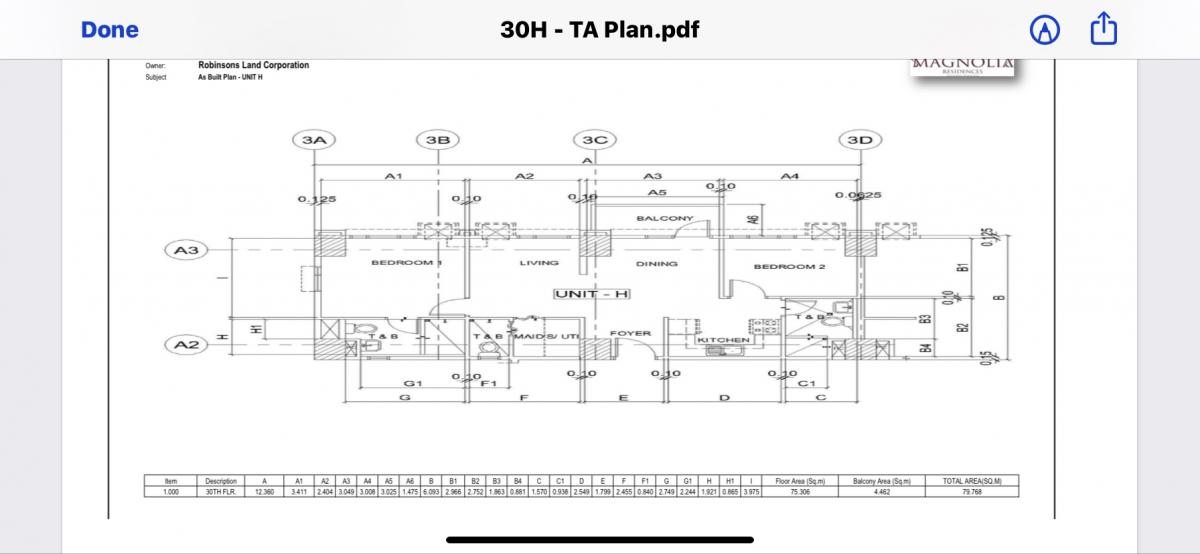 Done
30H - TA Plan.pdf
Owner: Robinsons Land Corporation
Subject As Built Plan - UNIT H
MAGNOLIA
RESIDENCES
3A 3B 3C 3D
A
A1 A2 A3 A4
A5
0.125 0.10 0.10 0.10 0.0625
BALCONY A6
A3
0.125
BEDROOM 1 LIVING DINING BEDROOM 2
I B1 B
UNIT - H
0.10
H H1 T & B T & B MAID'S/ UTI FOYER KITCHEN T & B B3 B2
A2
B4
0.15
0.10 0.10 0.10 0.10
G1 F1 C1
G F E D C
Item Description A A1 A2 A3 A4 A5 A6 B B1 B2 B3 B4 C C1 D E F F1 G G1 H H1 I Floor Area (Sq.m) Balcony Area (Sq.m) TOTAL AREA(SQ.M)
1.000 30TH FLR. 12.360 3.411 2.404 3.049 3.008 3.025 1.475 6.093 2.966 2.752 1.863 0.881 1.570 0.938 2.549 1.799 2.455 0.840 2.749 2.244 1.921 0.865 3.975 75.306 4.462 79.768